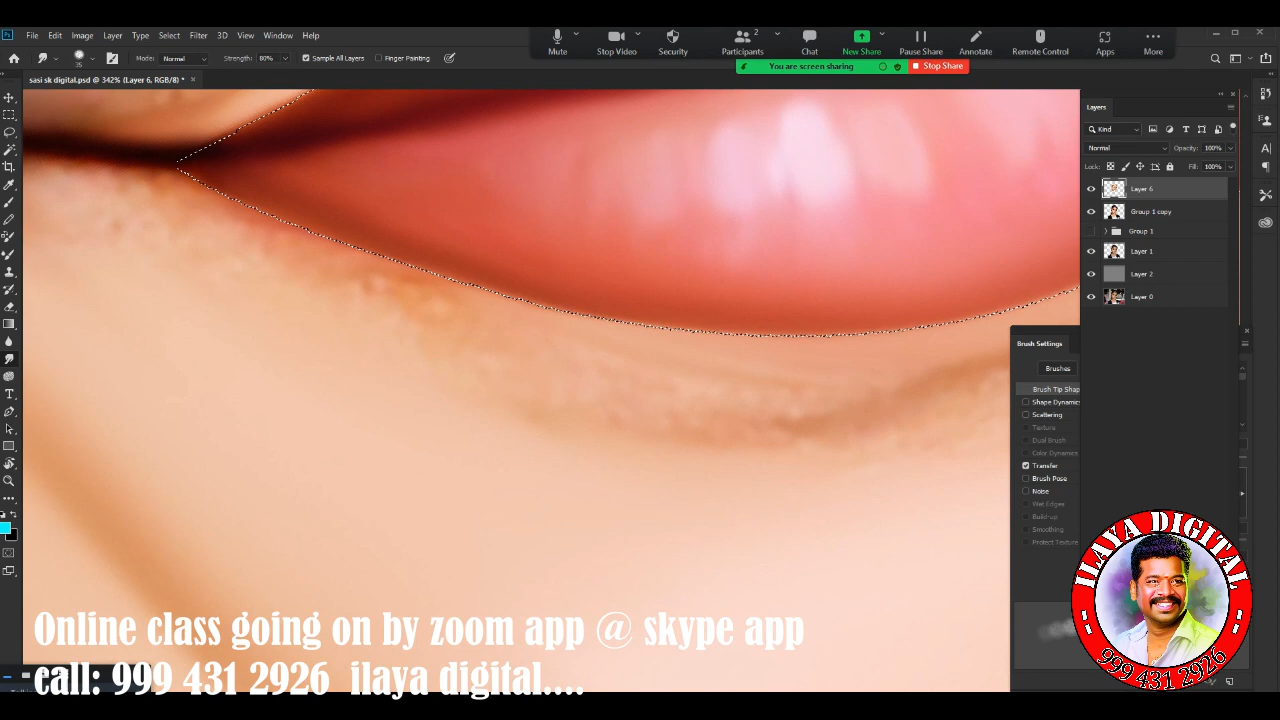 File Edit Image Layer Type Select Filter 3D View Window Help
Mute Stop Video Security Participants 2 Chat New Share Pause Share Annotate Remote Control Apps More
You are screen sharing Stop Share
Mode: Normal Strength: 80% Sample All Layers Finger Painting
sasi sk digital.psd @ 342% (Layer 6, RGB/8) *
Layers
Kind
Normal Opacity: 100%
Lock: Fill: 100%
Layer 6
Group 1 copy
Group 1
Layer 1
Layer 2
Layer 0
Brush Settings
Brushes
Brush Tip Shap
Shape Dynamics
Scattering
Texture
Dual Brush
Color Dynamics
Transfer
Brush Pose
Noise
Wet Edges
Build-up
Smoothing
Protect Texture
ILAYA DIGITAL
999 431 2926
Online class going on by zoom app @ skype app
call: 999 431 2926 ilaya digital....